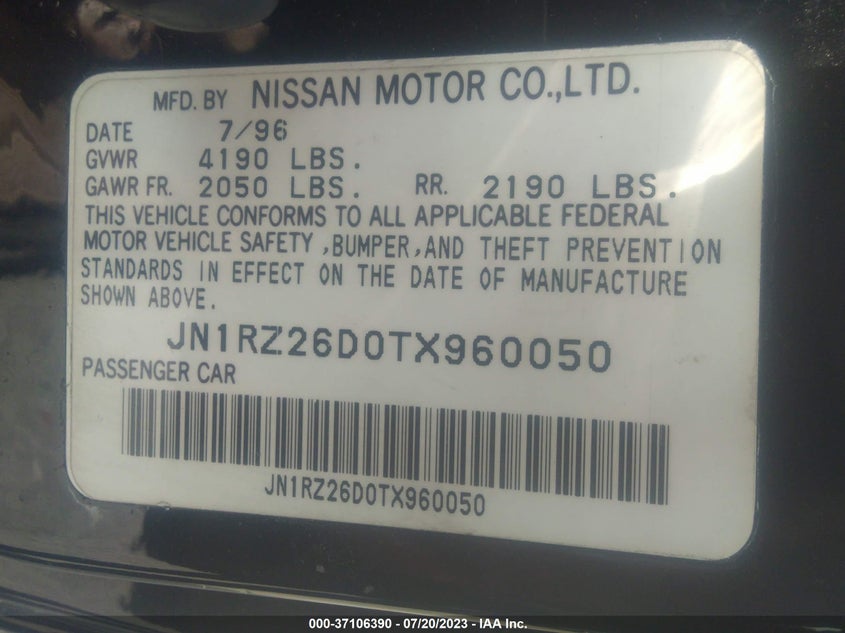 MFD. BY NISSAN MOTOR CO.,LTD.
DATE 7/96
GVWR 4190 LBS.
GAWR FR. 2050 LBS. RR. 2190 LBS.
THIS VEHICLE CONFORMS TO ALL APPLICABLE FEDERAL
MOTOR VEHICLE SAFETY ,BUMPER,AND THEFT PREVENTION
STANDARDS IN EFFECT ON THE DATE OF MANUFACTURE
SHOWN ABOVE.
JN1RZ26D0TX960050
PASSENGER CAR
JN1RZ26D0TX960050
000-37106390 - 07/20/2023 - IAA Inc.